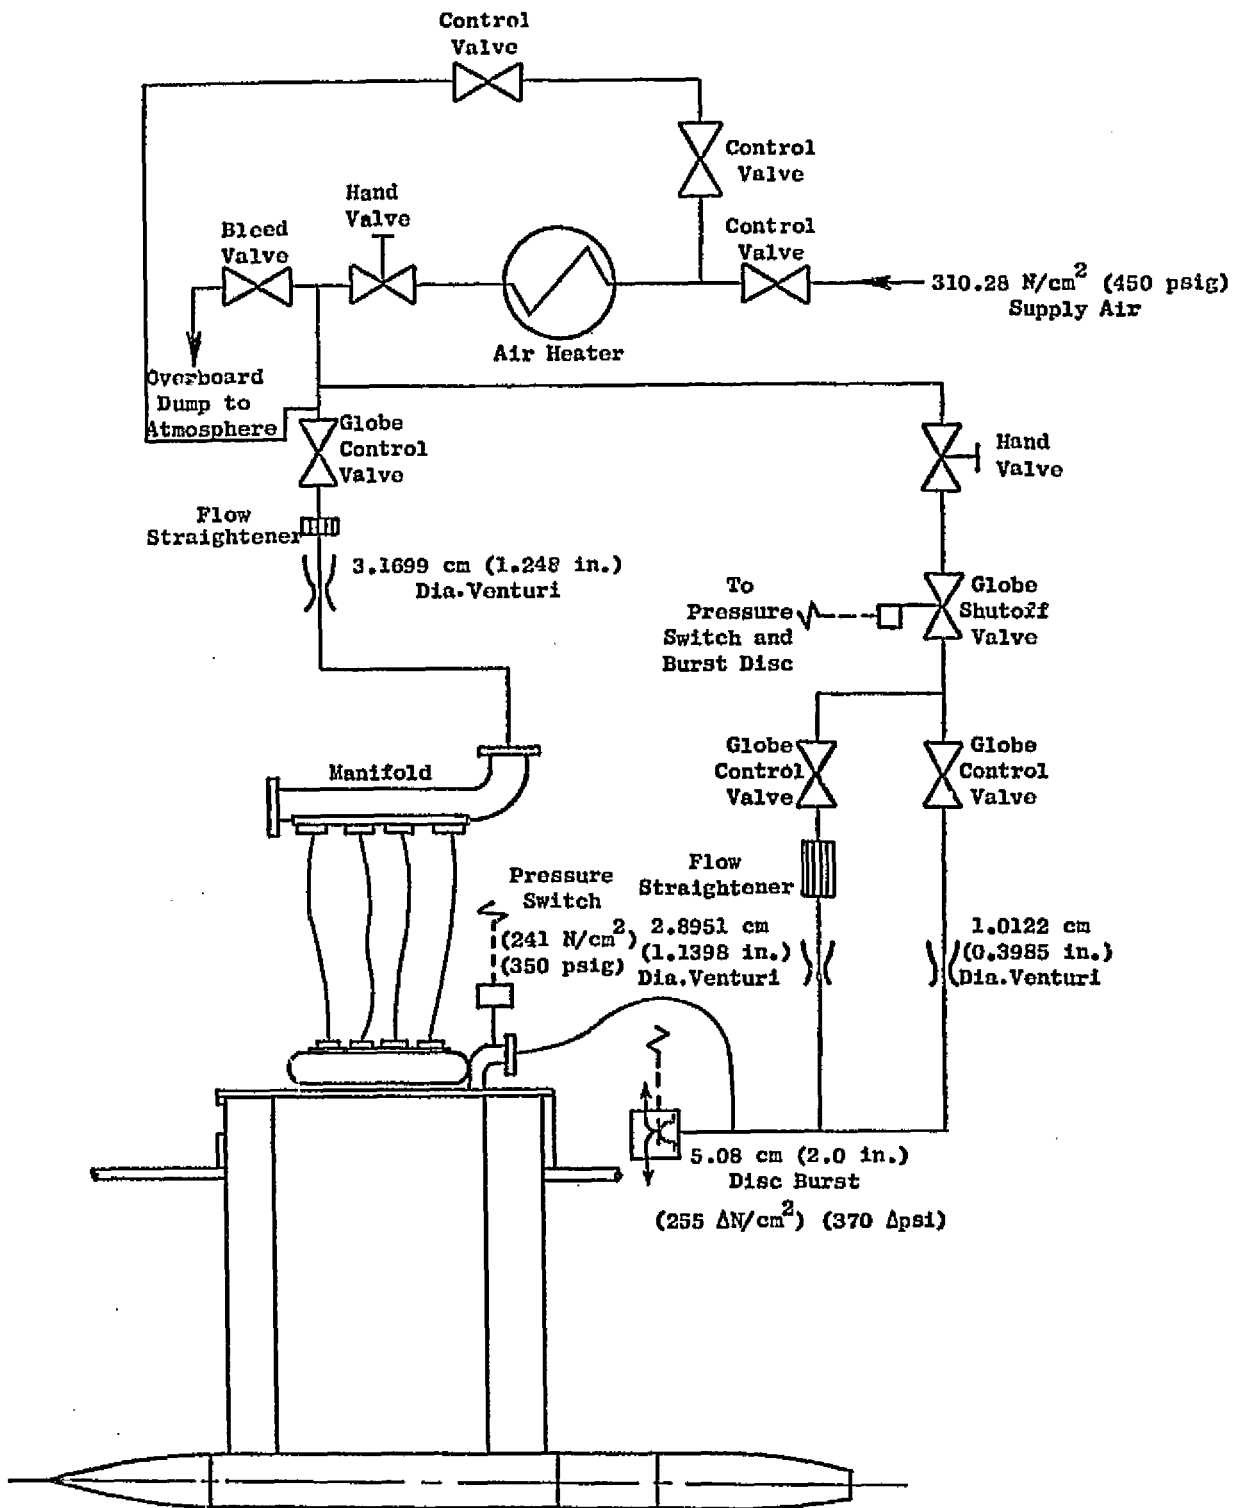 Control
Valve
Control
Valve
Hand
Valve
Bleed
Valve
Control
Valve
310.28 N/cm² (450 psig)
Supply Air
Air Heater
Overboard
Dump to
Atmosphere
Globe
Control
Valve
Hand
Valve
Flow
Straightener
3.1699 cm (1.248 in.)
Dia.Venturi
To
Pressure
Switch and
Burst Disc
Globe
Shutoff
Valve
Manifold
Globe
Control
Valve
Globe
Control
Valve
Pressure
Switch
(241 N/cm²)
(350 psig)
Flow
Straightener
2.8951 cm
(1.1398 in.)
Dia.Venturi
1.0122 cm
(0.3985 in.)
Dia.Venturi
5.08 cm (2.0 in.)
Disc Burst
(255 ΔN/cm²) (370 Δpsi)